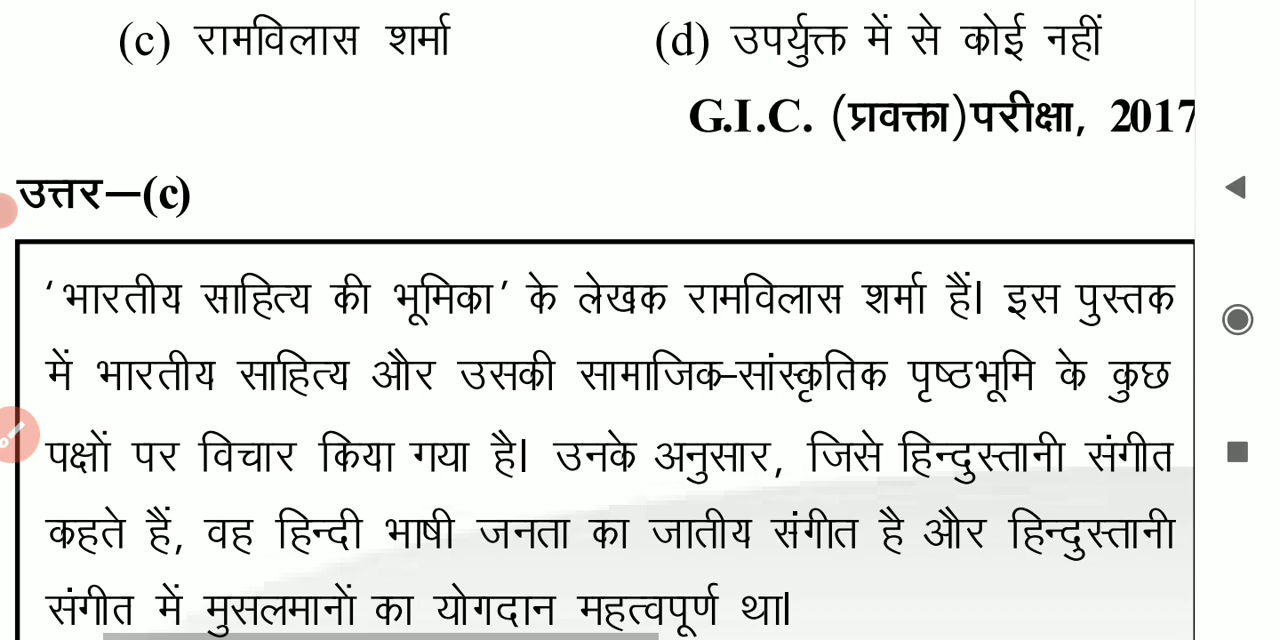 (c) रामविलास शर्मा (d) उपर्युक्त में से कोई नहीं
G.I.C. (प्रवक्ता)परीक्षा, 2017
उत्तर—(c)
‘भारतीय साहित्य की भूमिका’ के लेखक रामविलास शर्मा हैं। इस पुस्तक
में भारतीय साहित्य और उसकी सामाजिक-सांस्कृतिक पृष्ठभूमि के कुछ
पक्षों पर विचार किया गया है। उनके अनुसार, जिसे हिन्दुस्तानी संगीत
कहते हैं, वह हिन्दी भाषी जनता का जातीय संगीत है और हिन्दुस्तानी
संगीत में मुसलमानों का योगदान महत्वपूर्ण था।